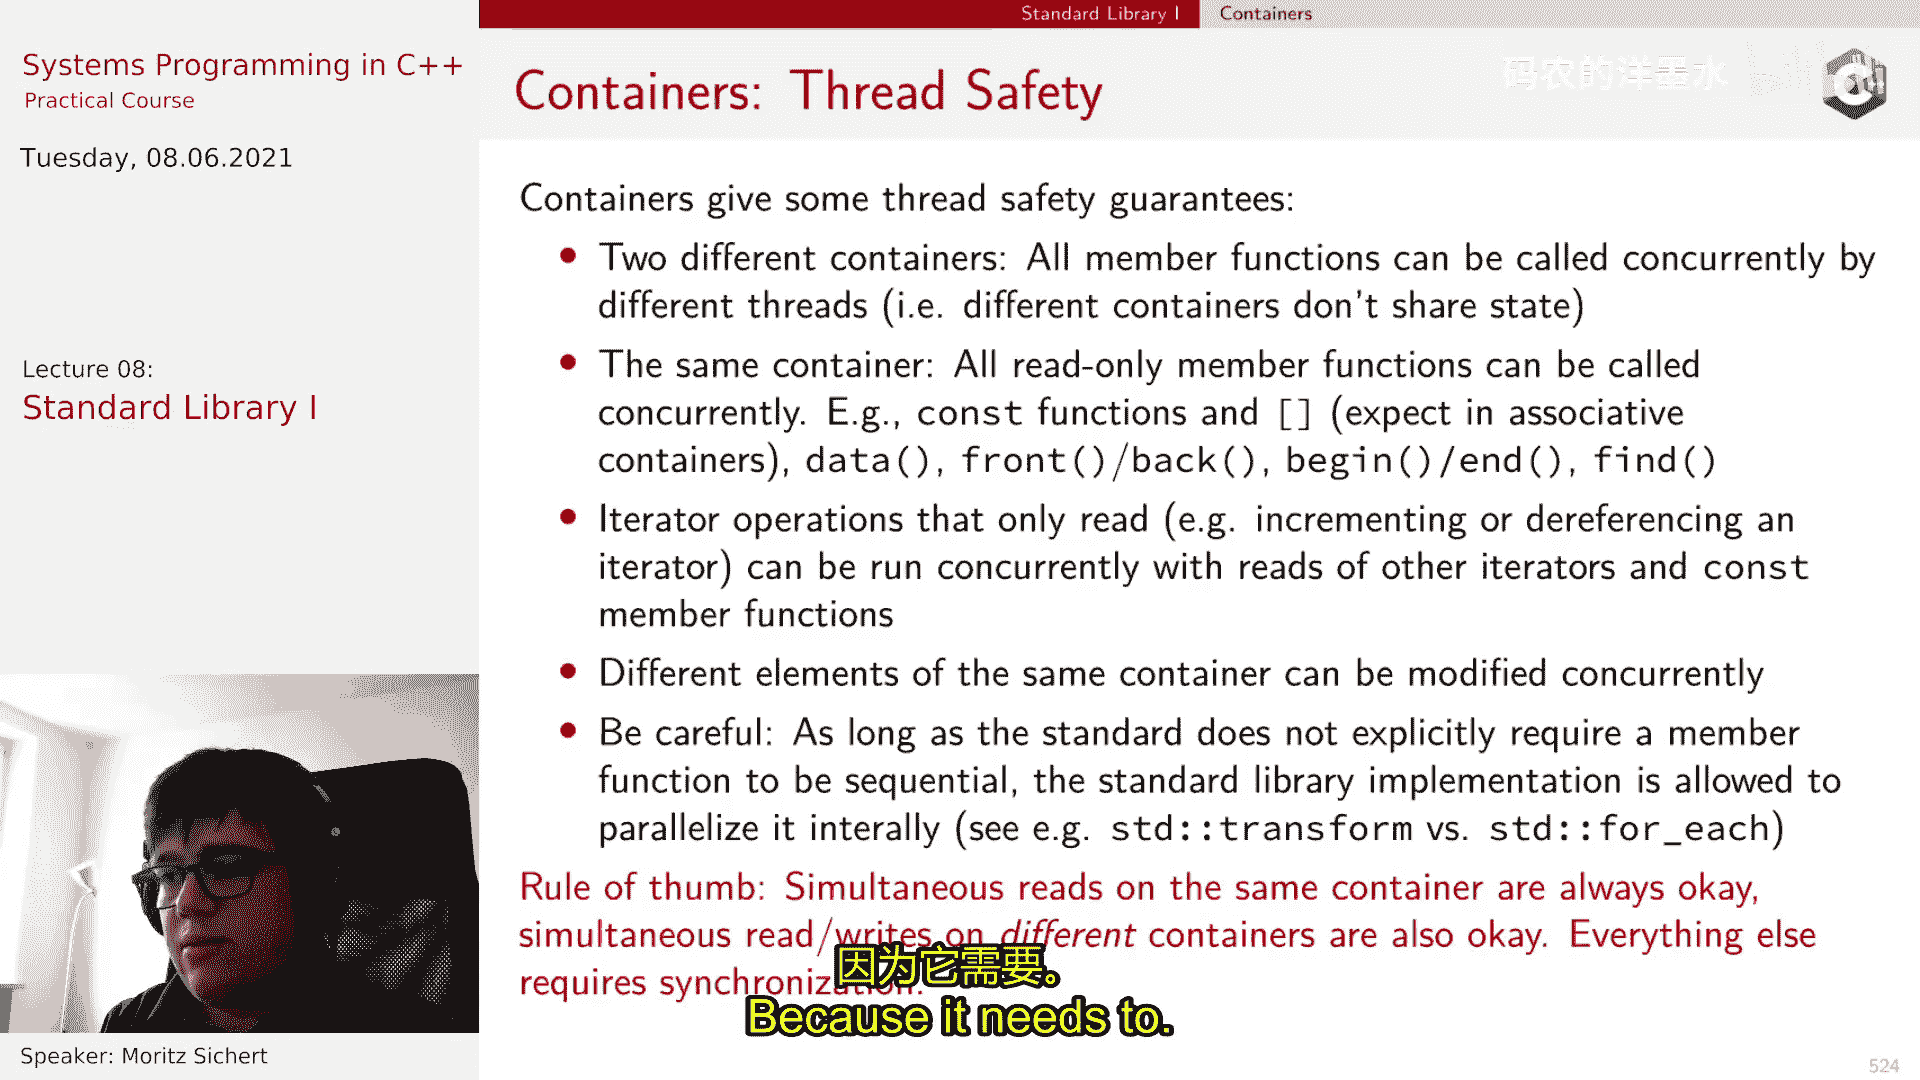 Standard Library I
Containers
Systems Programming in C++
Practical Course
Tuesday, 08.06.2021
Lecture 08:
Standard Library I
Containers: Thread Safety
码农的洋墨水
Containers give some thread safety guarantees:
• Two different containers: All member functions can be called concurrently by
different threads (i.e. different containers don't share state)
• The same container: All read-only member functions can be called
concurrently. E.g., const functions and [] (expect in associative
containers), data(), front()/back(), begin()/end(), find()
• Iterator operations that only read (e.g. incrementing or dereferencing an
iterator) can be run concurrently with reads of other iterators and const
member functions
• Different elements of the same container can be modified concurrently
• Be careful: As long as the standard does not explicitly require a member
function to be sequential, the standard library implementation is allowed to
parallelize it interally (see e.g. std::transform vs. std::for_each)
Rule of thumb: Simultaneous reads on the same container are always okay,
simultaneous read/writes on different containers are also okay. Everything else
requires synchronization.
因为它需要。
Because it needs to.
Speaker: Moritz Sichert
524